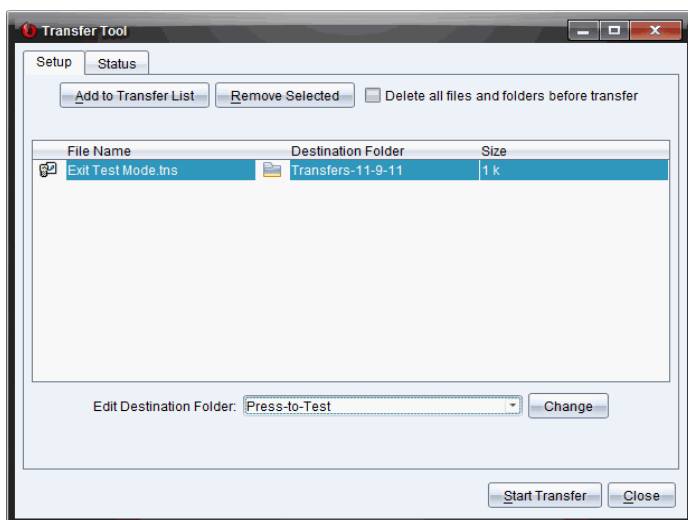 Transfer Tool
Setup Status
Add to Transfer List Remove Selected Delete all files and folders before transfer
File Name Destination Folder Size
Exit Test Mode.tns Transfers-11-9-11 1 k
Edit Destination Folder: Press-to-Test Change
Start Transfer Close